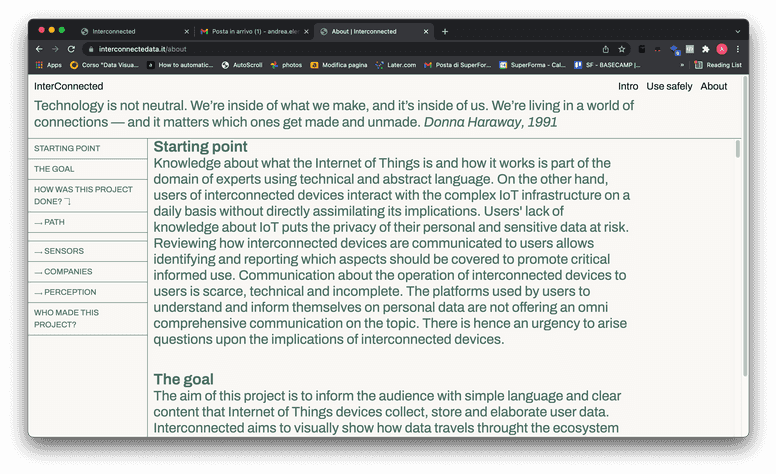 Interconnected
Posta in arrivo (1) – andrea.ele
About | Interconnected
interconnectedata.it/about
Apps
Corso "Data Visua...
How to automatic...
AutoScroll
photos
Modifica pagina
Later.com
Posta di SuperFor...
SuperForma - Cal...
SF - BASECAMP |...
»
Reading List
InterConnected
Intro
Use safely
About
Technology is not neutral. We're inside of what we make, and it's inside of us. We're living in a world of
connections — and it matters which ones get made and unmade. Donna Haraway, 1991
STARTING POINT
THE GOAL
HOW WAS THIS PROJECT
DONE?
→ PATH
→ SENSORS
→ COMPANIES
→ PERCEPTION
WHO MADE THIS
PROJECT?
Starting point
Knowledge about what the Internet of Things is and how it works is part of the
domain of experts using technical and abstract language. On the other hand,
users of interconnected devices interact with the complex IoT infrastructure on a
daily basis without directly assimilating its implications. Users' lack of
knowledge about IoT puts the privacy of their personal and sensitive data at risk.
Reviewing how interconnected devices are communicated to users allows
identifying and reporting which aspects should be covered to promote critical
informed use. Communication about the operation of interconnected devices to
users is scarce, technical and incomplete. The platforms used by users to
understand and inform themselves on personal data are not offering an omni
comprehensive communication on the topic. There is hence an urgency to arise
questions upon the implications of interconnected devices.
The goal
The aim of this project is to inform the audience with simple language and clear
content that Internet of Things devices collect, store and elaborate user data.
Interconnected aims to visually show how data travels throught the ecosystem